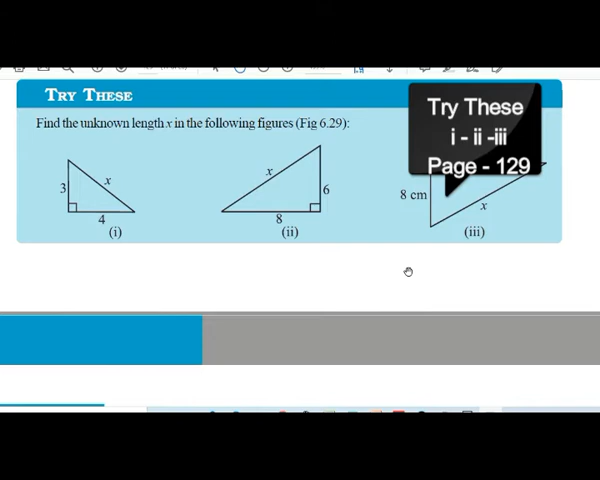 TRY THESE
Find the unknown length x in the following figures (Fig 6.29):
Try These
i - ii -iii
Page - 129
3
x
4
(i)
x
6
8
(ii)
8 cm
x
(iii)